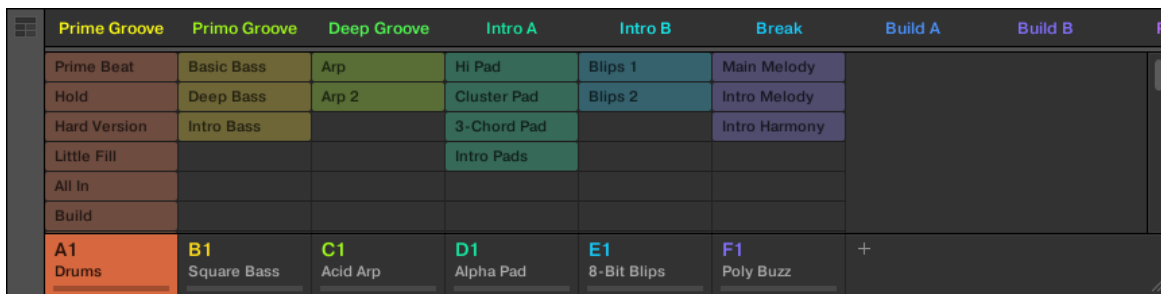 Prime Groove Primo Groove Deep Groove Intro A Intro B Break Build A Build B
Prime Beat Basic Bass Arp Hi Pad Blips 1 Main Melody
Hold Deep Bass Arp 2 Cluster Pad Blips 2 Intro Melody
Hard Version Intro Bass 3-Chord Pad Intro Harmony
Little Fill Intro Pads
All In
Build
A1 B1 C1 D1 E1 F1 +
Drums Square Bass Acid Arp Alpha Pad 8-Bit Blips Poly Buzz